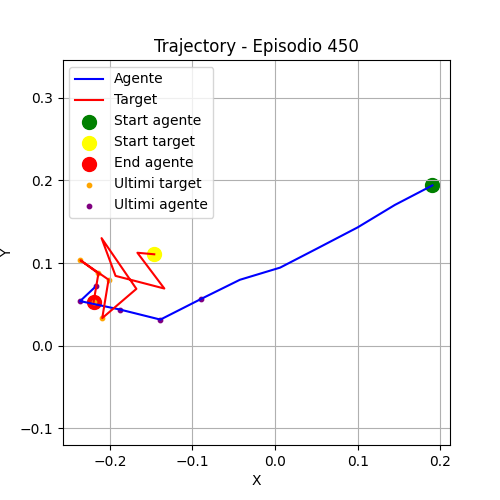 Trajectory - Episodio 450
Agente
Target
Start agente
Start target
End agente
Ultimi target
Ultimi agente
0.3
0.2
0.1
0.0
−0.1
Y
−0.2
−0.1
0.0
0.1
0.2
X